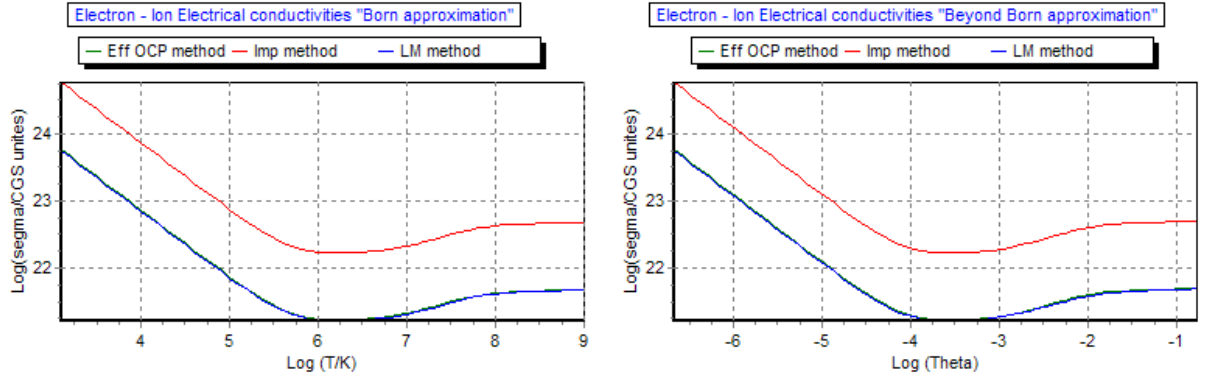 Electron - Ion Electrical conductivities "Born approximation"
Eff OCP method Imp method LM method
Log(segma/CGS unites)
24
23
22
4 5 6 7 8 9
Log (T/K)
Electron - Ion Electrical conductivities "Beyond Born approximation"
Eff OCP method Imp method LM method
Log(segma/CGS unites)
24
23
22
-6 -5 -4 -3 -2 -1
Log (Theta)